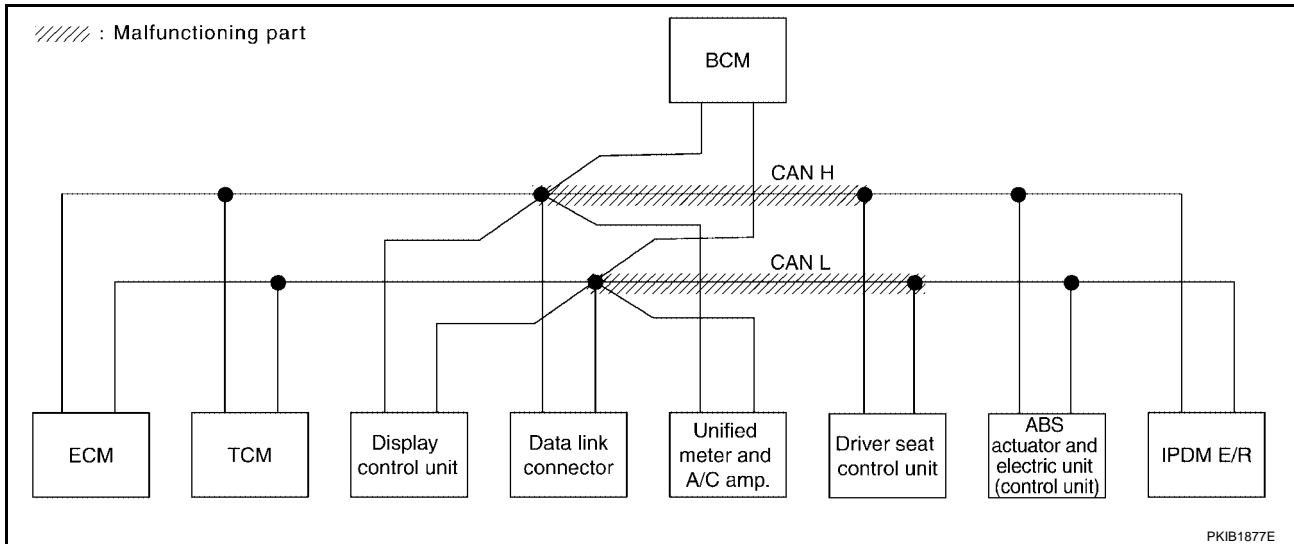 : Malfunctioning part
BCM
CAN H
CAN L
ECM
TCM
Display
control unit
Data link
connector
Unified
meter and
A/C amp.
Driver seat
control unit
ABS
actuator and
electric unit
(control unit)
IPDM E/R
PKIB1877E